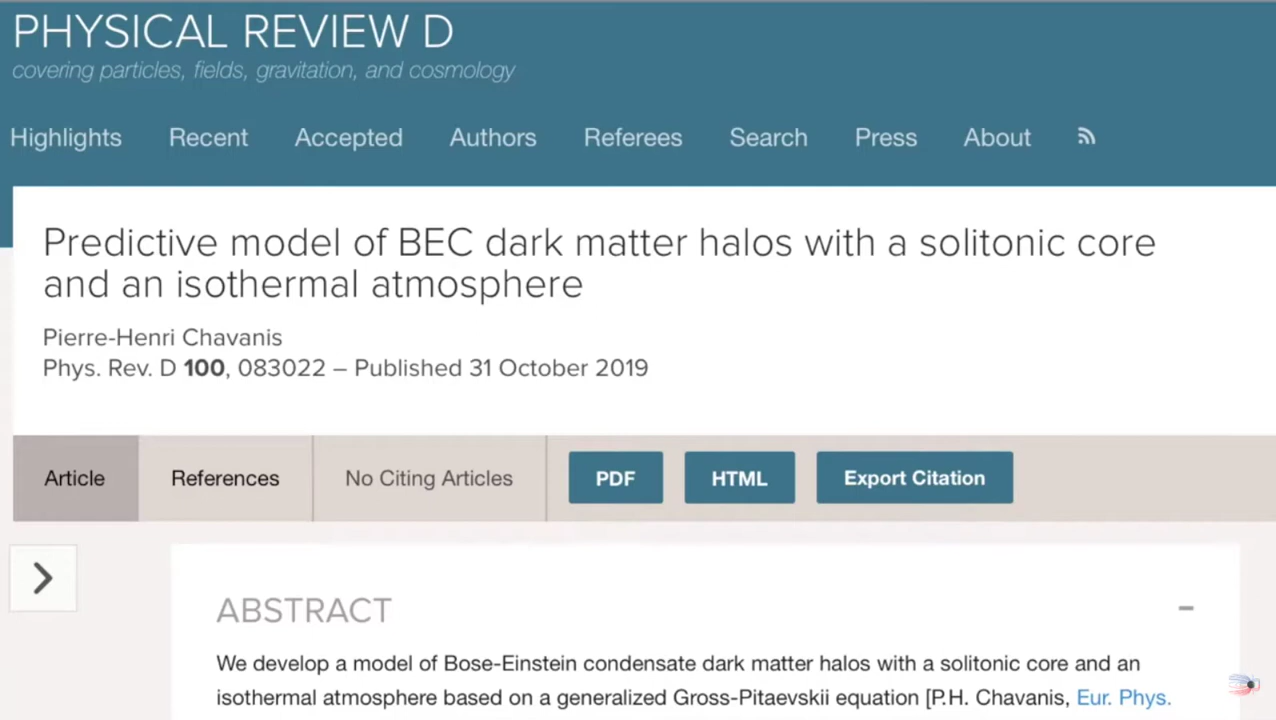 PHYSICAL REVIEW D
covering particles, fields, gravitation, and cosmology
Highlights Recent Accepted Authors Referees Search Press About
Predictive model of BEC dark matter halos with a solitonic core
and an isothermal atmosphere
Pierre-Henri Chavanis
Phys. Rev. D 100, 083022 – Published 31 October 2019
Article References No Citing Articles PDF HTML Export Citation
ABSTRACT
We develop a model of Bose-Einstein condensate dark matter halos with a solitonic core and an
isothermal atmosphere based on a generalized Gross-Pitaevskii equation [P.H. Chavanis, Eur. Phys.